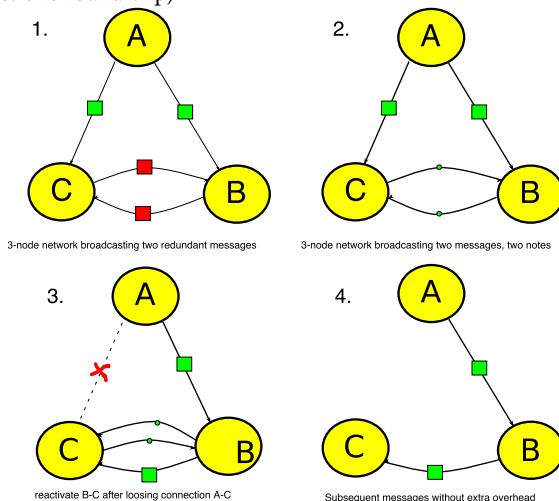 1.
2.
A
A
C
B
C
B
3-node network broadcasting two redundant messages
3-node network broadcasting two messages, two notes
3.
4.
A
A
C
B
C
B
reactivate B-C after loosing connection A-C
Subsequent messages without extra overhead